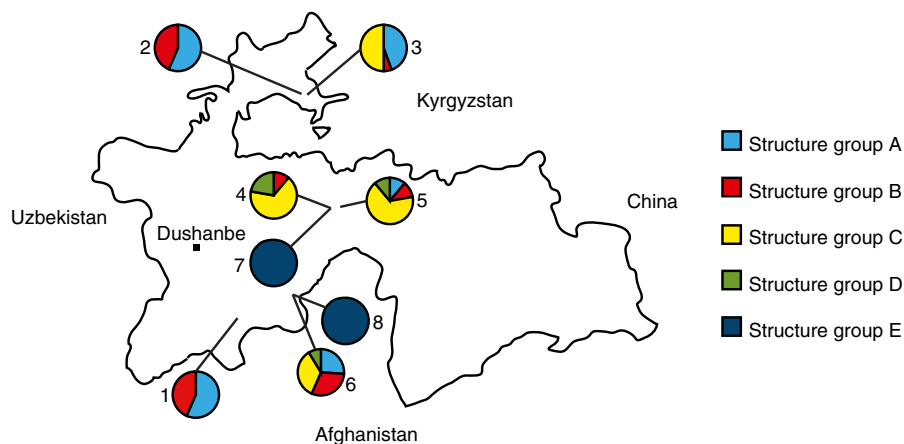 2
3
Kyrgyzstan
Structure group A
4
5
Structure group B
Uzbekistan
China
Dushanbe
Structure group C
7
Structure group D
8
Structure group E
6
1
Afghanistan